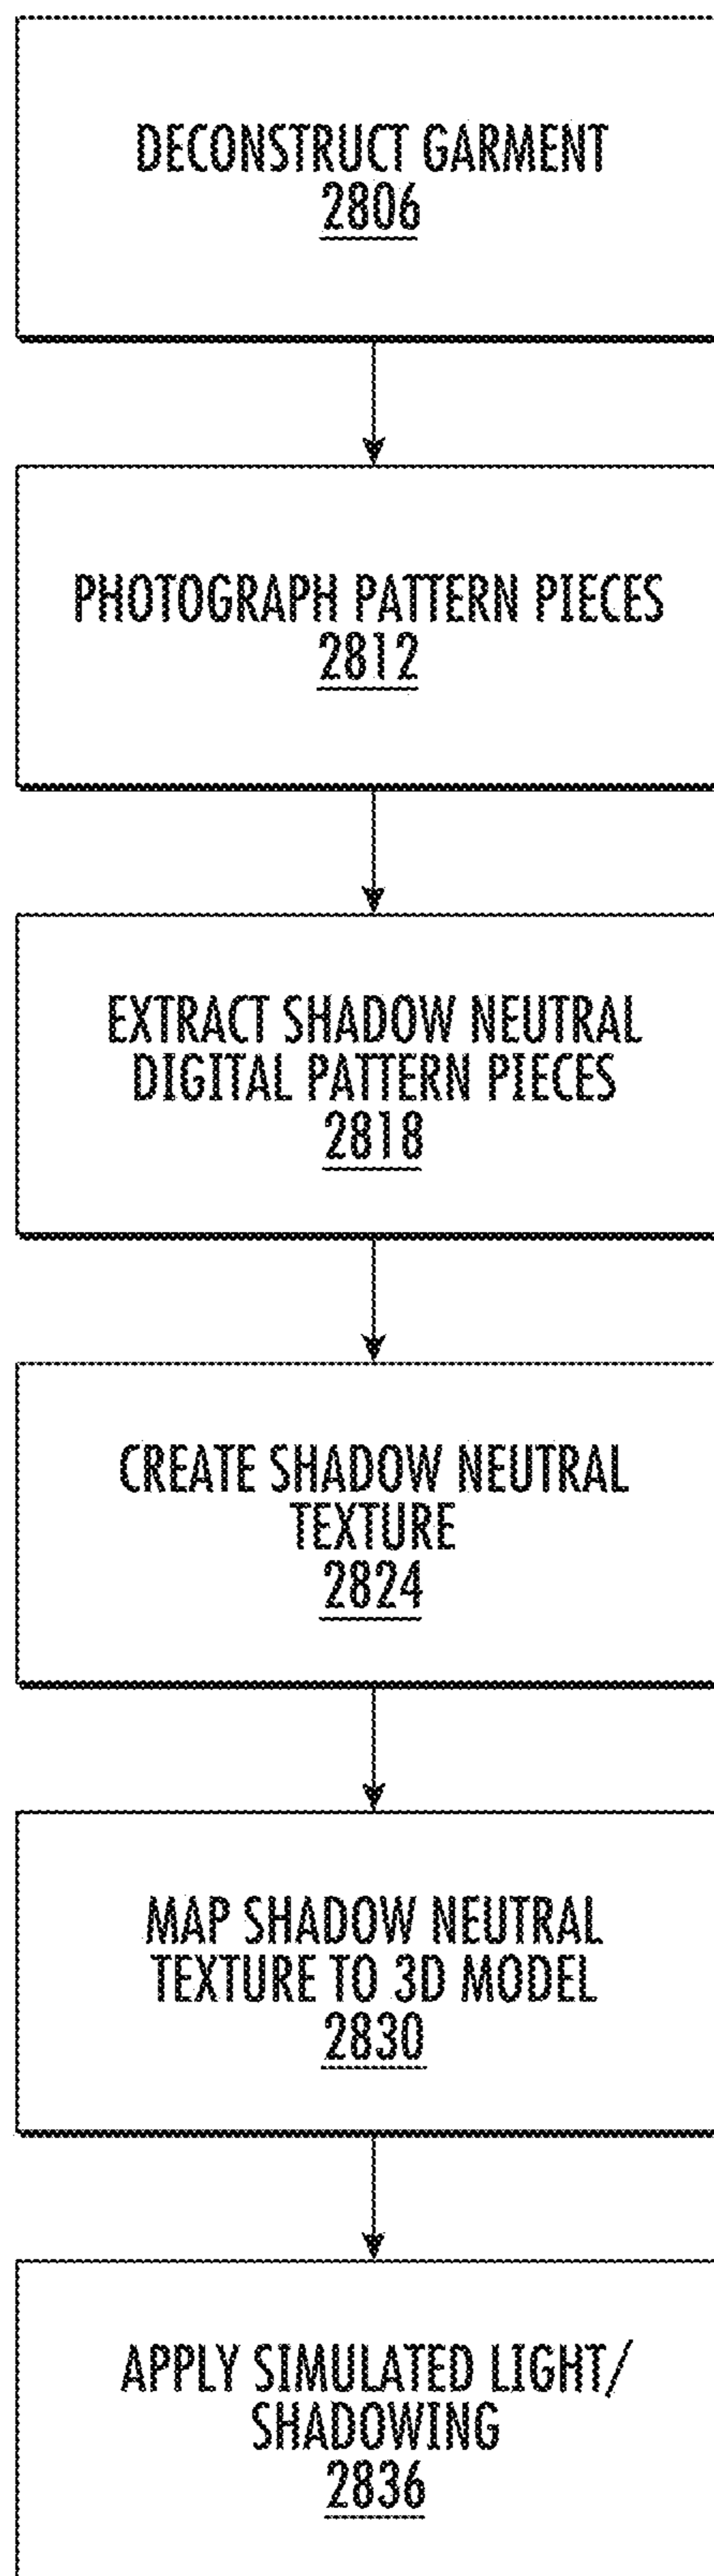 DECONSTRUCT GARMENT
2806
PHOTOGRAPH PATTERN PIECES
2812
EXTRACT SHADOW NEUTRAL
DIGITAL PATTERN PIECES
2818
CREATE SHADOW NEUTRAL
TEXTURE
2824
MAP SHADOW NEUTRAL
TEXTURE TO 3D MODEL
2830
APPLY SIMULATED LIGHT/
SHADOWING
2836